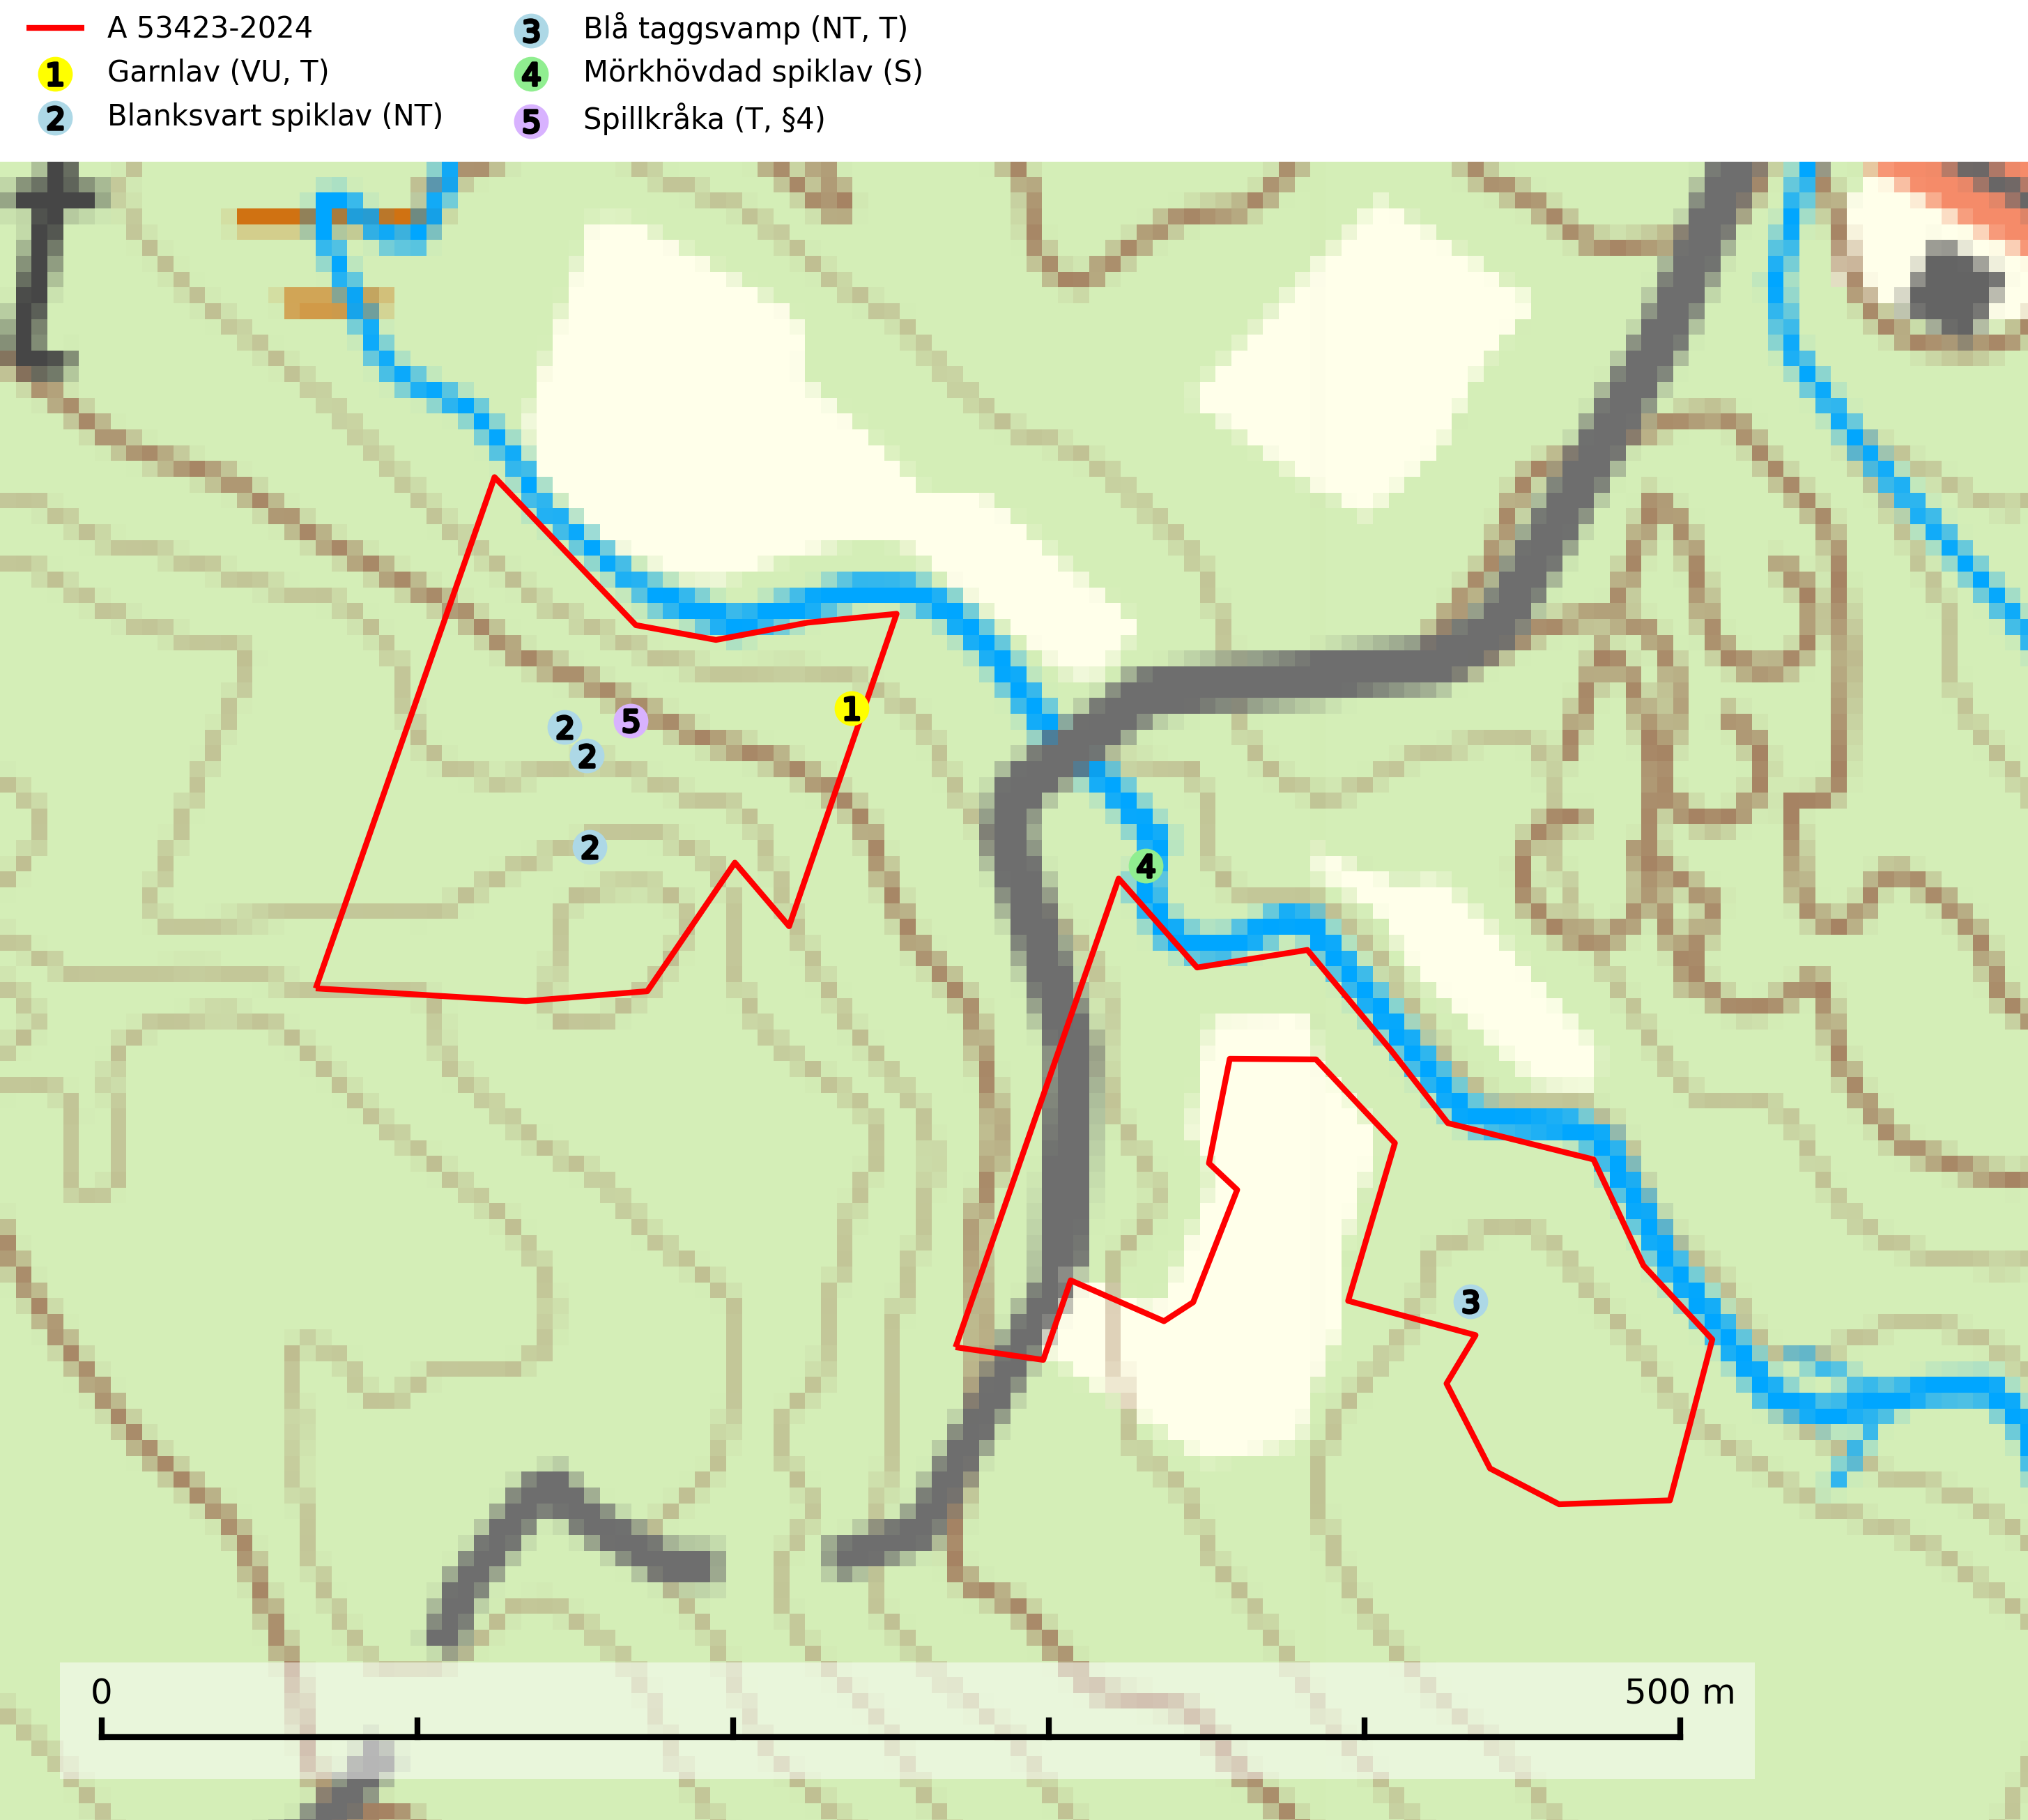 A 53423-2024
1 Garnlav (VU, T)
2 Blanksvart spiklav (NT)
3 Blå taggsvamp (NT, T)
4 Mörkhövdad spiklav (S)
5 Spillkråka (T, §4)
1
2
5
2
2
4
3
0
500 m